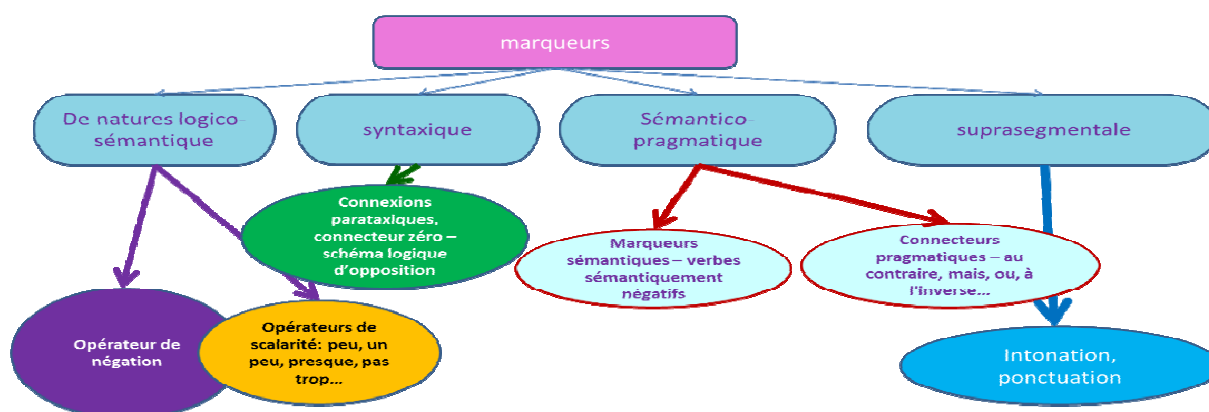 marqueurs
De natures logico-
sémantique
syntaxique
Sémantico-
pragmatique
suprasegmentale
Connexions
parataxiques,
connecteur zéro –
schéma logique
d'opposition
Marqueurs
sémantiques – verbes
sémantiquement
négatifs
Connecteurs
pragmatiques – au
contraire, mais, ou, à
l'inverse...
Opérateur de
négation
Opérateurs de
scalarité: peu, un
peu, presque, pas
trop...
Intonation,
ponctuation